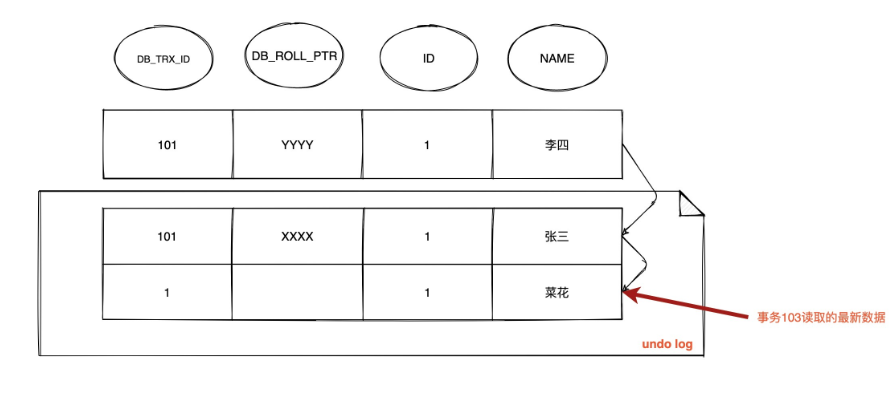 DB_TRX_ID DB_ROLL_PTR ID NAME
101 YYYY 1 李四
101 XXXX 1 张三
1 1 菜花
事务103读取的最新数据
undo log